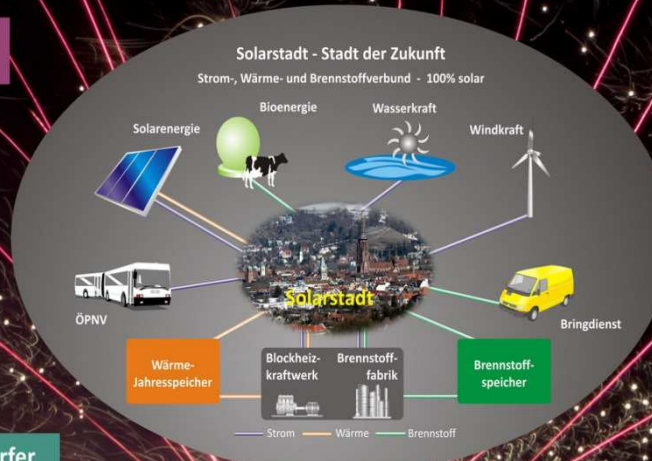 Solarstadt - Stadt der Zukunft
Strom-, Wärme- und Brennstoffverbund - 100% solar
Bioenergie
Wasserkraft
Solarenergie
Windkraft
Solarstadt
ÖPNV
Bringdienst
Wärme-
Jahresspeicher
Blockheiz-
kraftwerk
Brennstoff-
fabrik
Brennstoff-
speicher
Strom
Wärme
Brennstoff